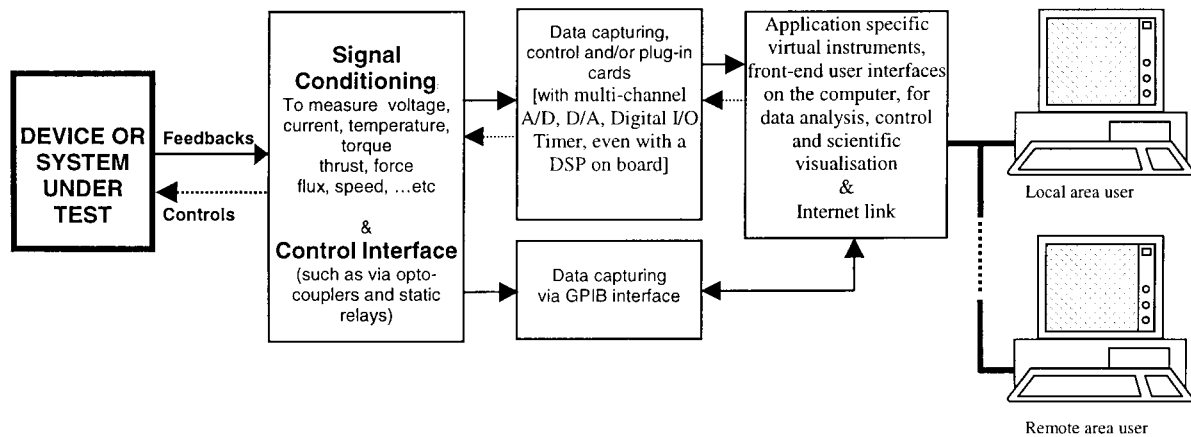 DEVICE OR
SYSTEM
UNDER
TEST
Feedbacks
Controls
Signal
Conditioning
To measure voltage,
current, temperature,
torque
thrust, force
flux, speed, ...etc
&
Control Interface
(such as via opto-
couplers and static
relays)
Data capturing,
control and/or plug-in
cards
[with multi-channel
A/D, D/A, Digital I/O
Timer, even with a
DSP on board]
Data capturing
via GPIB interface
Application specific
virtual instruments,
front-end user interfaces
on the computer, for
data analysis, control
and scientific
visualisation
&
Internet link
Local area user
Remote area user